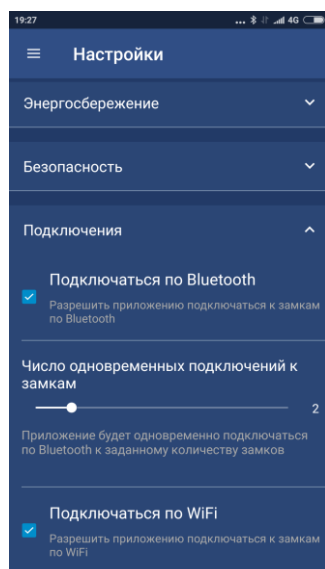 19:27 ... 4G
Настройки
Энергосбережение
Безопасность
Подключения
Подключаться по Bluetooth
Разрешить приложению подключаться к замкам
по Bluetooth
Число одновременных подключений к
замкам
2
Приложение будет одновременно подключаться
по Bluetooth к заданному количеству замков
Подключаться по WiFi
Разрешить приложению подключаться к замкам
по WiFi